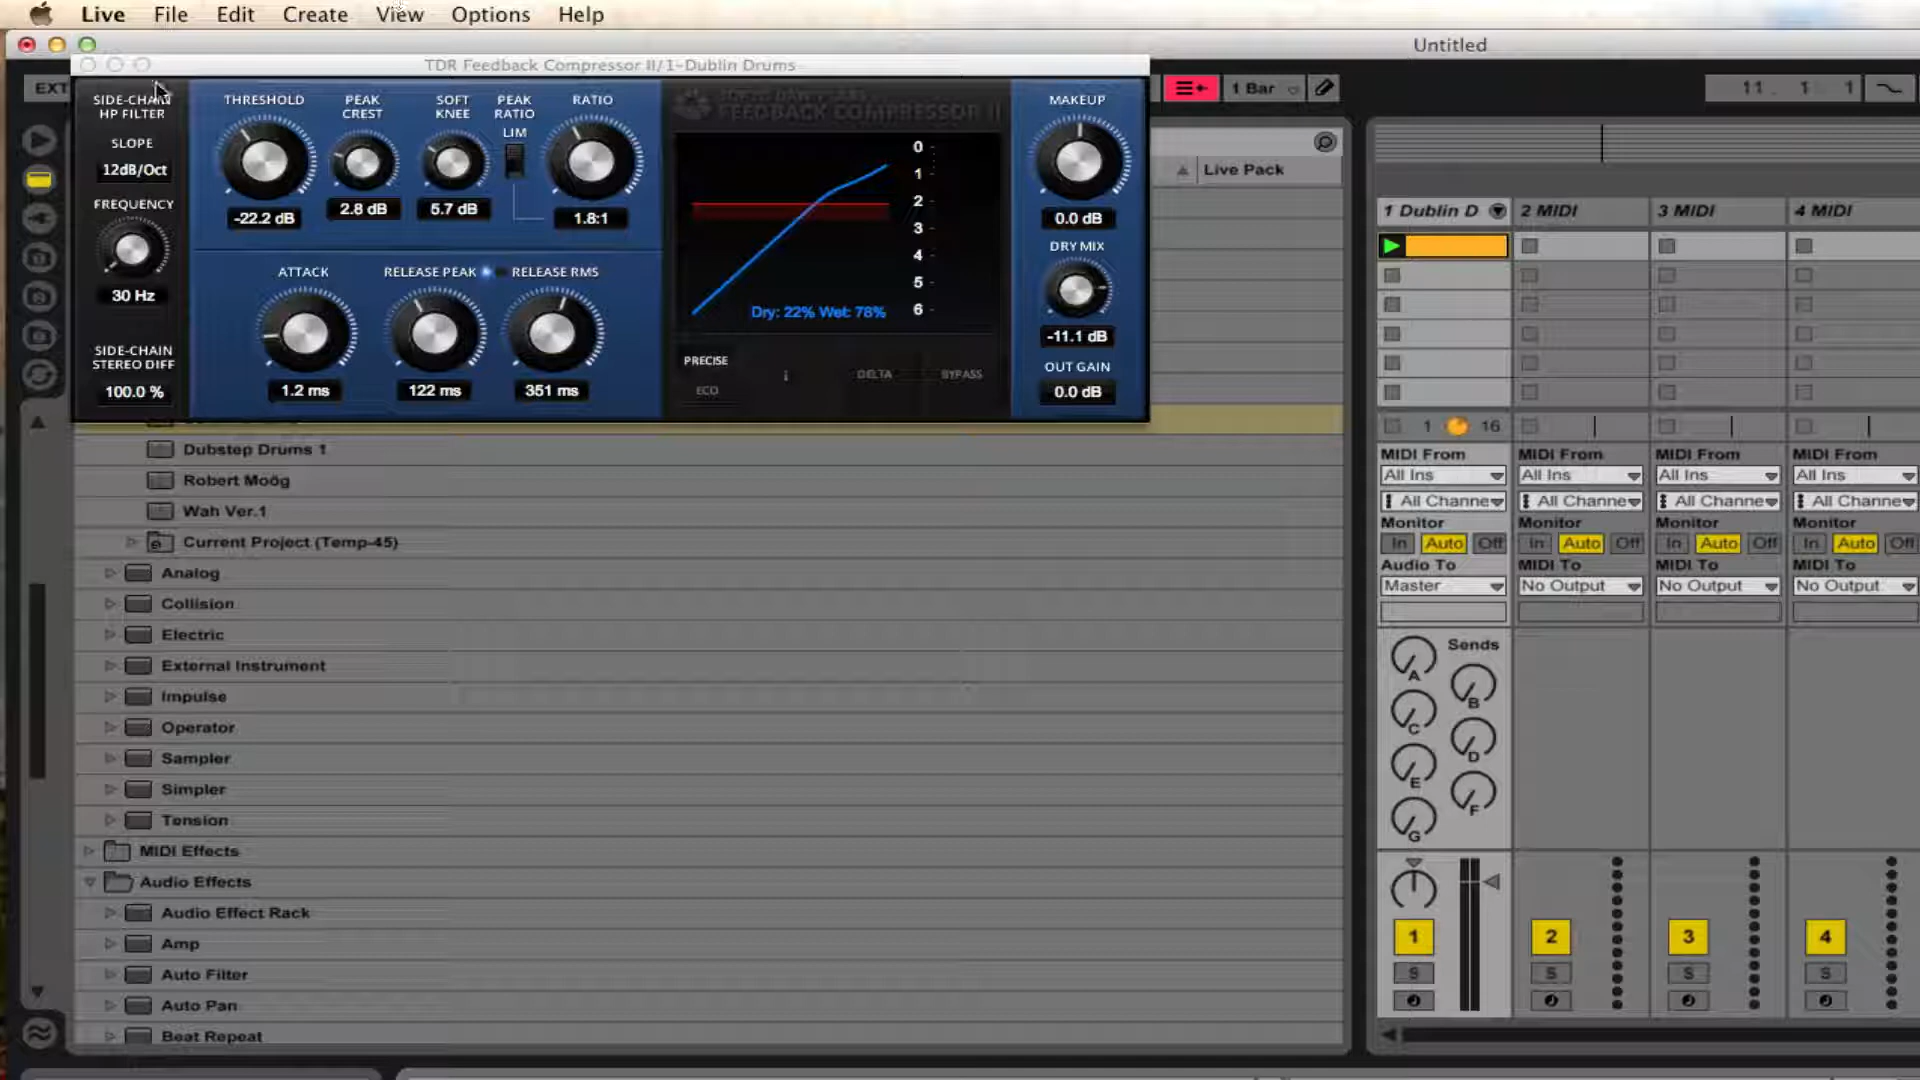 Live File Edit Create View Options Help
Untitled
TDR Feedback Compressor II/1-Dublin Drums
EXT
1 Bar
11. 1. 1
SIDE-CHAIN
HP FILTER
SLOPE
12dB/Oct
FREQUENCY
30 Hz
SIDE-CHAIN
STEREO DIFF
100.0 %
THRESHOLD
-22.2 dB
PEAK
CREST
2.8 dB
SOFT
KNEE
5.7 dB
PEAK
RATIO
LIM
RATIO
1.8:1
ATTACK
1.2 ms
RELEASE PEAK
122 ms
RELEASE RMS
351 ms
FEEDBACK COMPRESSOR II
0
1
2
3
4
5
6
Dry: 22% Wet: 78%
PRECISE
ECO
i
DELTA
BYPASS
MAKEUP
0.0 dB
DRY MIX
-11.1 dB
OUT GAIN
0.0 dB
Live Pack
Dubstep Drums 1
Robert Moög
Wah Ver.1
Current Project (Temp-45)
Analog
Collision
Electric
External Instrument
Impulse
Operator
Sampler
Simpler
Tension
MIDI Effects
Audio Effects
Audio Effect Rack
Amp
Auto Filter
Auto Pan
Beat Repeat
1 Dublin D 2 MIDI 3 MIDI 4 MIDI
1 16
MIDI From MIDI From MIDI From MIDI From
All Ins All Ins All Ins All Ins
All Channe All Channe All Channe All Channe
Monitor Monitor Monitor Monitor
In Auto Off In Auto Off In Auto Off In Auto Off
Audio To MIDI To MIDI To MIDI To
Master No Output No Output No Output
Sends
A
B
C
D
E
F
G
1 2 3 4
S S S S